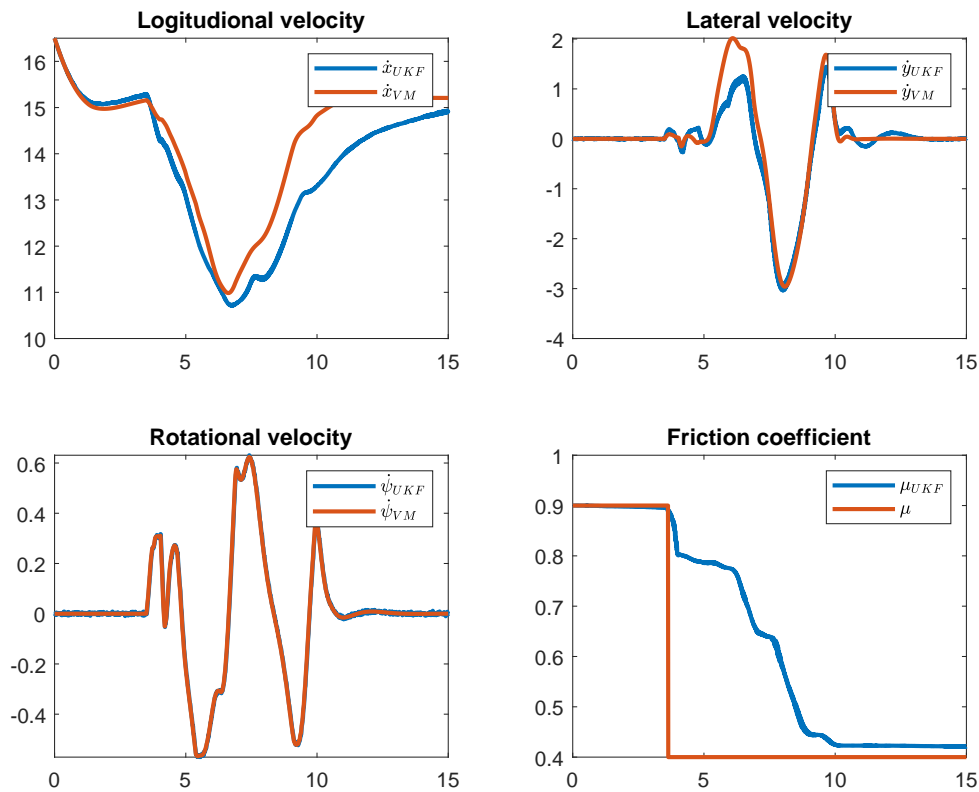 Logitudional velocity
16
15
14
13
12
11
10
0 5 10 15
ẋ_UKF
ẋ_VM
Lateral velocity
2
1
0
-1
-2
-3
-4
0 5 10 15
ẏ_UKF
ẏ_VM
Rotational velocity
0.6
0.4
0.2
0
-0.2
-0.4
0 5 10 15
ψ̇_UKF
ψ̇_VM
Friction coefficient
1
0.9
0.8
0.7
0.6
0.5
0.4
0 5 10 15
μ_UKF
μ